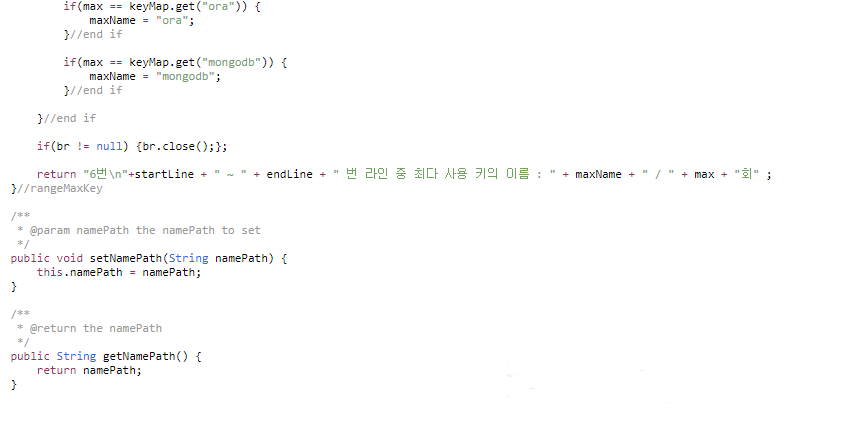 if(max == keyMap.get("ora")) {
maxName = "ora";
}//end if
if(max == keyMap.get("mongodb")) {
maxName = "mongodb";
}//end if
}//end if
if(br != null) {br.close();};
return "6번\n"+startLine + " ~ " + endLine + " 번 라인 중 최다 사용 키의 이름 : " + maxName + " / " + max + "회" ;
}//rangeMaxKey
/**
* @param namePath the namePath to set
*/
public void setNamePath(String namePath) {
this.namePath = namePath;
}
/**
* @return the namePath
*/
public String getNamePath() {
return namePath;
}